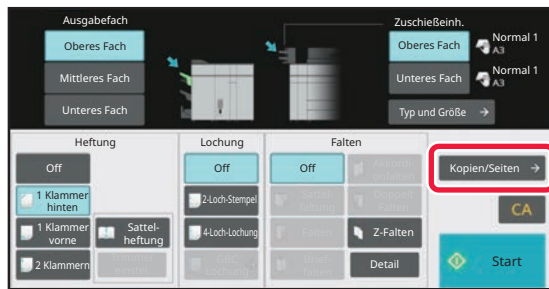 Ausgabefach
Oberes Fach
Mittleres Fach
Unteres Fach
Zuschießeinh.
Oberes Fach
Normal 1
A3
Unteres Fach
Normal 1
A3
Typ und Größe
Heftung
Off
1 Klammer
hinten
1 Klammer
vorne
2 Klammern
Sattel-
heftung
Lochung
Off
2-Loch-Stempel
4-Loch-Lochung
GBC-
Lochung
Falten
Off
Z-Falten
Detail
Kopien/Seiten
CA
Start